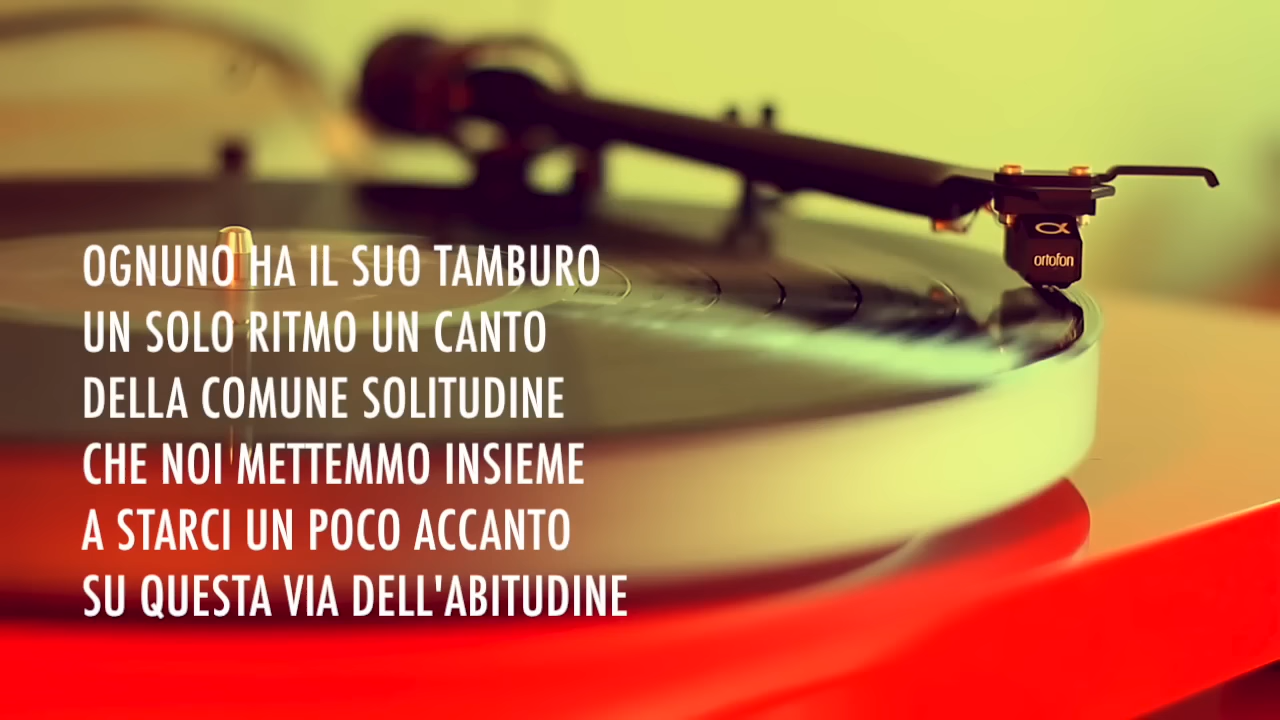 OGNUNO HA IL SUO TAMBURO
UN SOLO RITMO UN CANTO
DELLA COMUNE SOLITUDINE
CHE NOI METTEMMO INSIEME
A STARCI UN POCO ACCANTO
SU QUESTA VIA DELL'ABITUDINE
ortofon